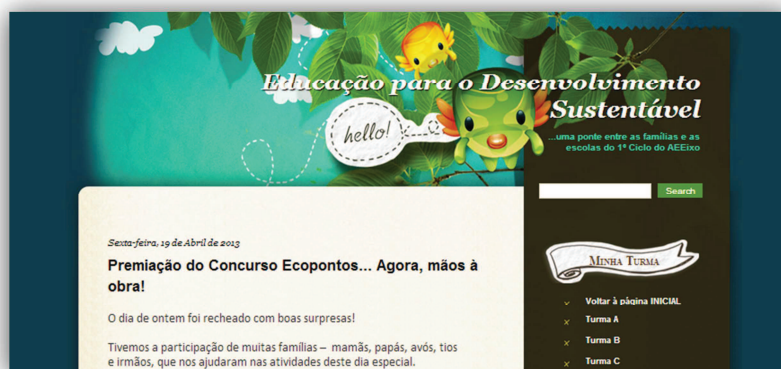 Educação para o Desenvolvimento
Sustentável
hello!
...uma ponte entre as famílias e as
escolas do 1º Ciclo do AEEixo
Search
Sexta-feira, 19 de Abril de 2013
Premiação do Concurso Ecopontos... Agora, mãos à
obra!
O dia de ontem foi recheado com boas surpresas!
Tivemos a participação de muitas famílias – mamãs, papás, avós, tios
e irmãos, que nos ajudaram nas atividades deste dia especial.
Minha Turma
Voltar à página INICIAL
Turma A
Turma B
Turma C